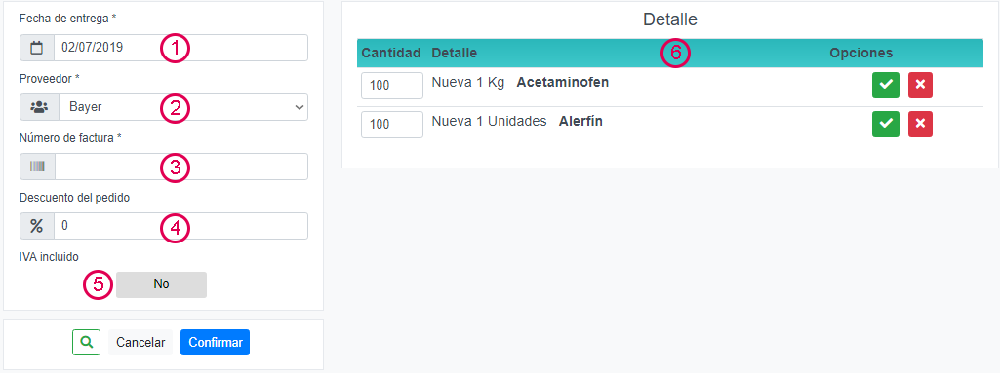 Fecha de entrega *
02/07/2019 1
Proveedor *
Bayer 2
Número de factura *
3
Descuento del pedido
0 4
IVA incluido
5 No
Cancelar Confirmar
Detalle
Cantidad Detalle 6 Opciones
100 Nueva 1 Kg Acetaminofen
100 Nueva 1 Unidades Alerfín